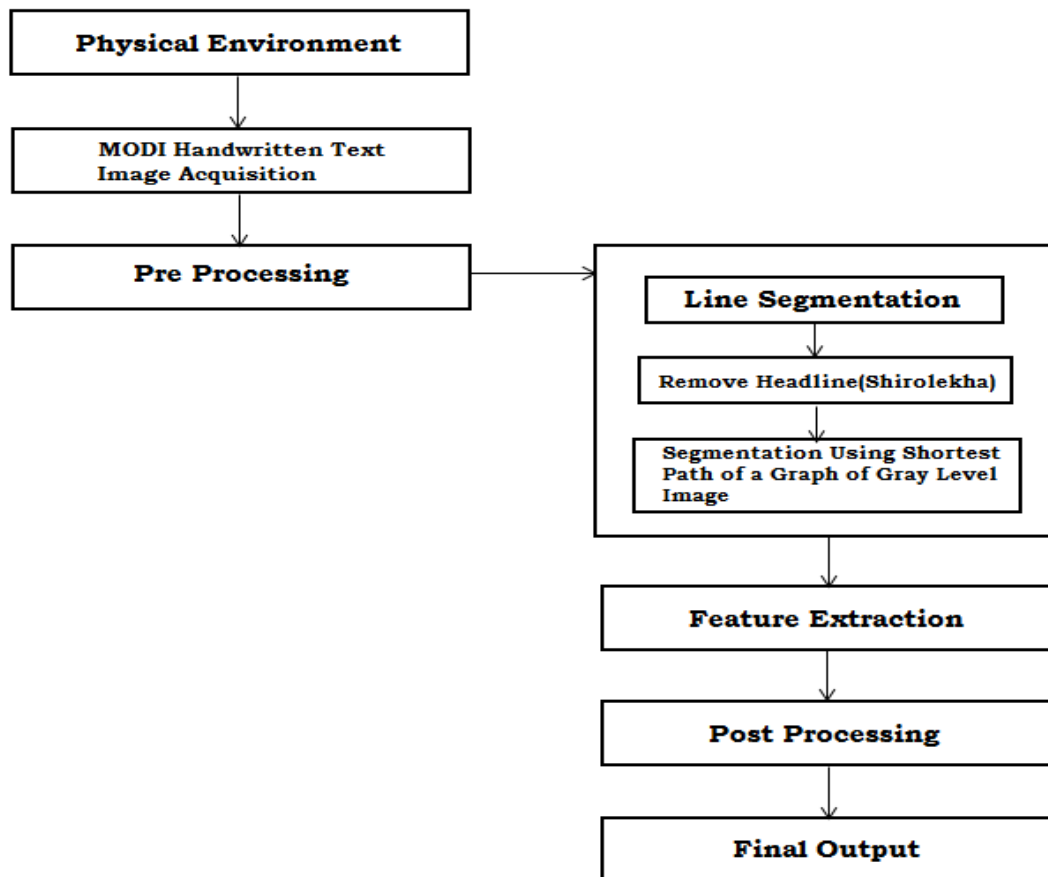 Physical Environment
MODI Handwritten Text
Image Acquisition
Pre Processing
Line Segmentation
Remove Headline(Shirolekha)
Segmentation Using Shortest
Path of a Graph of Gray Level
Image
Feature Extraction
Post Processing
Final Output